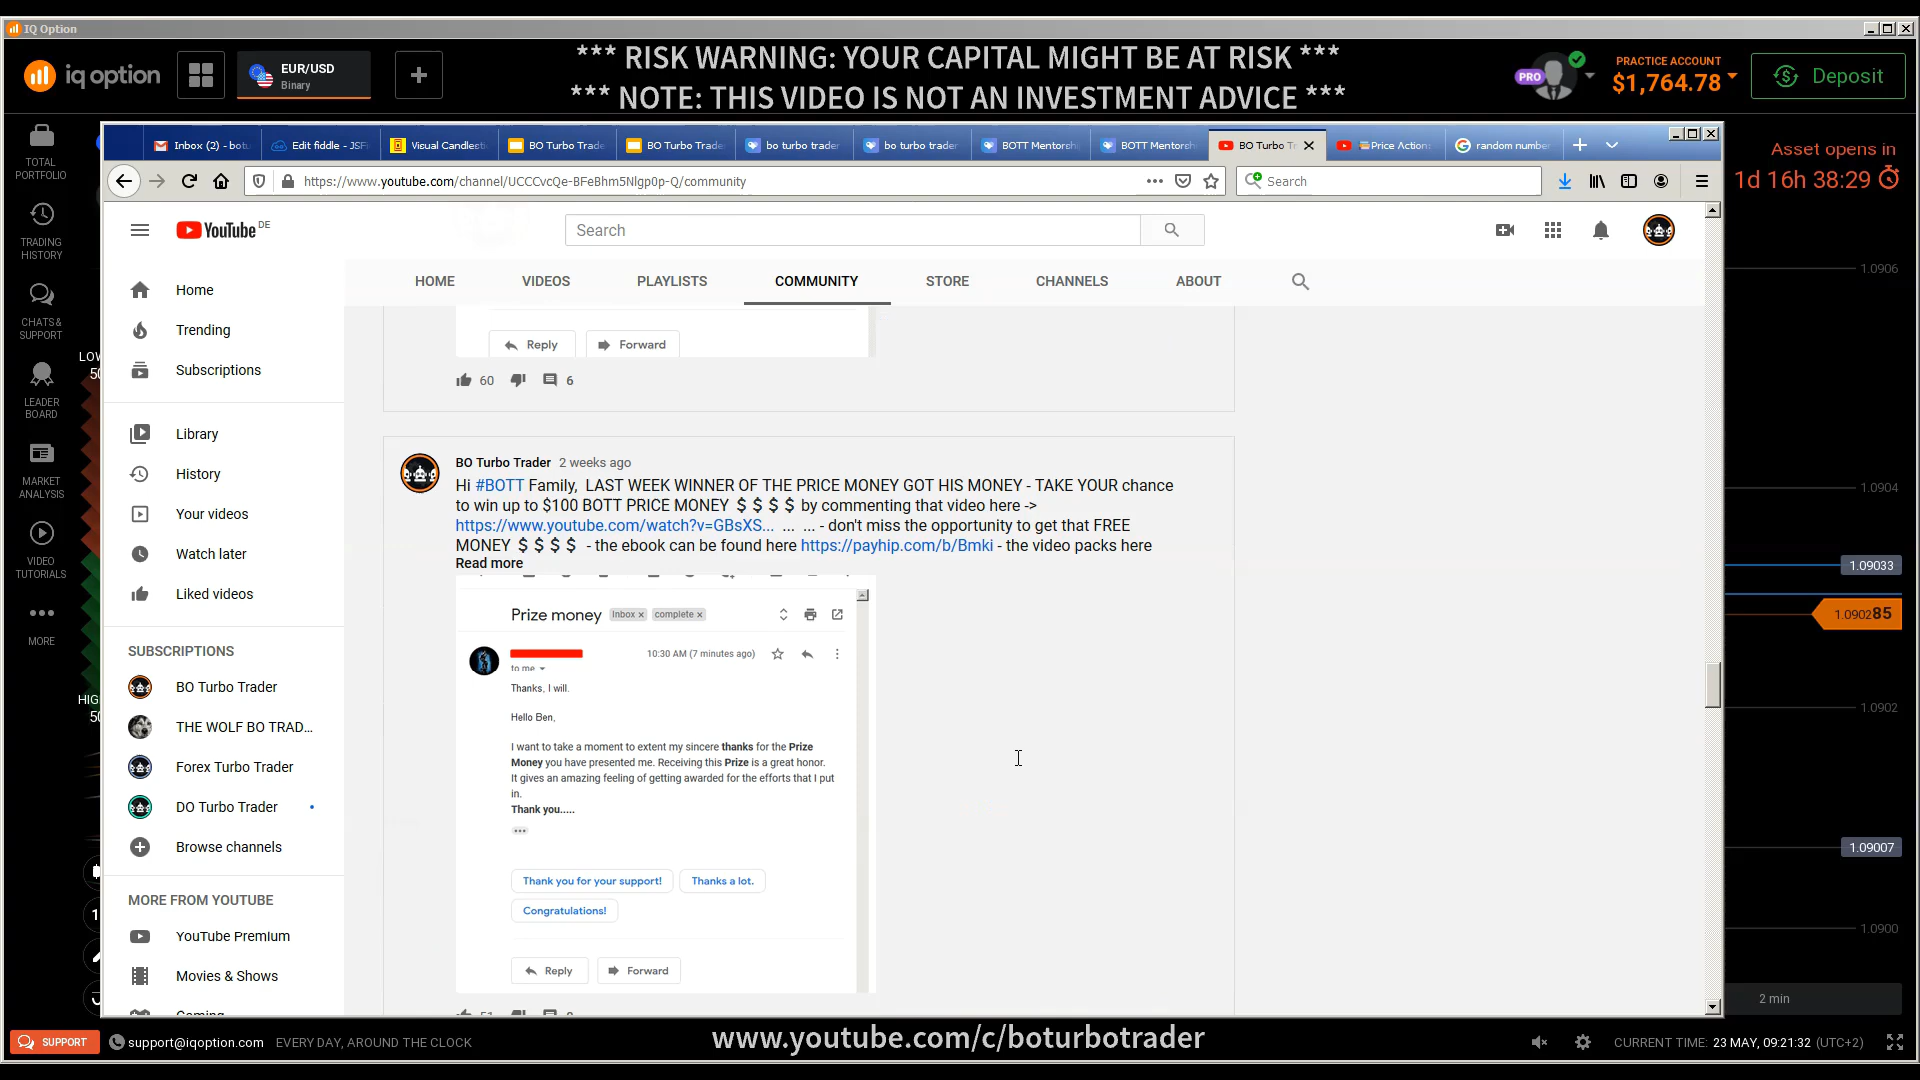 IQ Option
*** RISK WARNING: YOUR CAPITAL MIGHT BE AT RISK ***
*** NOTE: THIS VIDEO IS NOT AN INVESTMENT ADVICE ***
iq option
EUR/USD
Binary
+
PRO
PRACTICE ACCOUNT
$1,764.78
Deposit
TOTAL PORTFOLIO
TRADING HISTORY
CHATS & SUPPORT
LEADER BOARD
MARKET ANALYSIS
VIDEO TUTORIALS
MORE
Asset opens in
1d 16h 38:29
1.0906
1.0904
1.09033
1.090285
1.0902
1.09007
1.0900
2 min
Inbox (2) - bot
Edit fiddle - JSFi
Visual Candlesti
BO Turbo Trade
BO Turbo Trade
bo turbo trader
bo turbo trader
BOTT Mentorshi
BOTT Mentorsh
BO Turbo T
Price Action
random number
https://www.youtube.com/channel/UCCCvcQe-BFeBhm5Nlgp0p-Q/community
Search
YouTube DE
Search
HOME
VIDEOS
PLAYLISTS
COMMUNITY
STORE
CHANNELS
ABOUT
Home
Trending
Subscriptions
Library
History
Your videos
Watch later
Liked videos
SUBSCRIPTIONS
BO Turbo Trader
THE WOLF BO TRAD...
Forex Turbo Trader
DO Turbo Trader
Browse channels
MORE FROM YOUTUBE
YouTube Premium
Movies & Shows
Reply
Forward
60
6
BO Turbo Trader 2 weeks ago
Hi #BOTT Family, LAST WEEK WINNER OF THE PRICE MONEY GOT HIS MONEY - TAKE YOUR chance
to win up to $100 BOTT PRICE MONEY $ $ $ $ by commenting that video here ->
https://www.youtube.com/watch?v=GBsXS... ... ... - don't miss the opportunity to get that FREE
MONEY $ $ $ $ - the ebook can be found here https://payhip.com/b/Bmki - the video packs here
Read more
Prize money Inbox x complete x
10:30 AM (7 minutes ago)
to me
Thanks, I will.
Hello Ben,
I want to take a moment to extent my sincere thanks for the Prize
Money you have presented me. Receiving this Prize is a great honor.
It gives an amazing feeling of getting awarded for the efforts that I put
in.
Thank you.....
Thank you for your support!
Thanks a lot.
Congratulations!
Reply
Forward
SUPPORT
support@iqoption.com
EVERY DAY, AROUND THE CLOCK
www.youtube.com/c/boturbotrader
CURRENT TIME: 23 MAY, 09:21:32 (UTC+2)